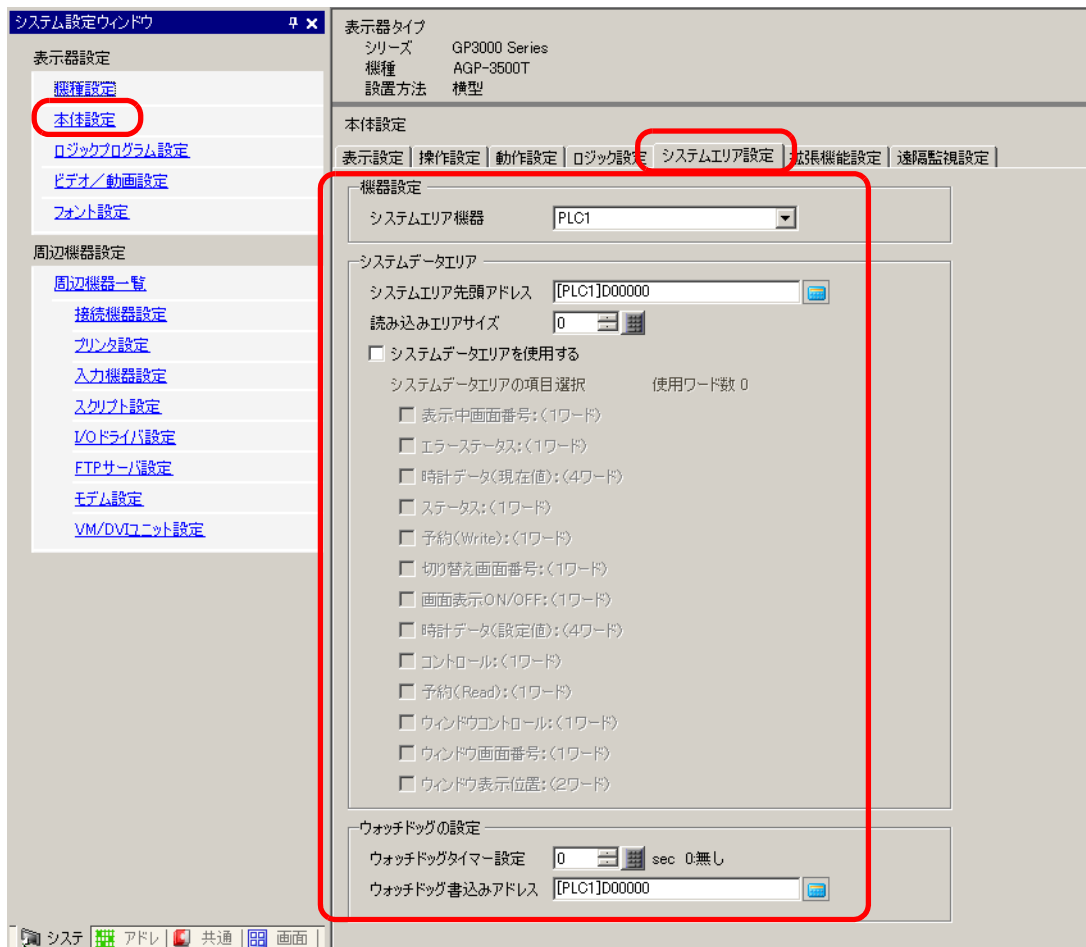 システム設定ウィンドウ
表示器設定
機種設定
本体設定
ロジックプログラム設定
ビデオ／動画設定
フォント設定
周辺機器設定
周辺機器一覧
接続機器設定
プリンタ設定
入力機器設定
スクリプト設定
I/Oドライバ設定
FTPサーバ設定
モデム設定
VM/DVIユニット設定
システ アドレ 共通 画面
表示器タイプ
シリーズ GP3000 Series
機種 AGP-3500T
設置方法 横型
本体設定
表示設定 操作設定 動作設定 ロジック設定 システムエリア設定 拡張機能設定 遠隔監視設定
機器設定
システムエリア機器 PLC1
システムデータエリア
システムエリア先頭アドレス [PLC1]D00000
読み込みエリアサイズ 0
システムデータエリアを使用する
システムデータエリアの項目選択 使用ワード数 0
表示中画面番号:(1ワード)
エラーステータス:(1ワード)
時計データ(現在値):(4ワード)
ステータス:(1ワード)
予約(Write):(1ワード)
切り替え画面番号:(1ワード)
画面表示ON/OFF:(1ワード)
時計データ(設定値):(4ワード)
コントロール:(1ワード)
予約(Read):(1ワード)
ウィンドウコントロール:(1ワード)
ウィンドウ画面番号:(1ワード)
ウィンドウ表示位置:(2ワード)
ウォッチドッグの設定
ウォッチドッグタイマー設定 0 sec 0:無し
ウォッチドッグ書込みアドレス [PLC1]D00000